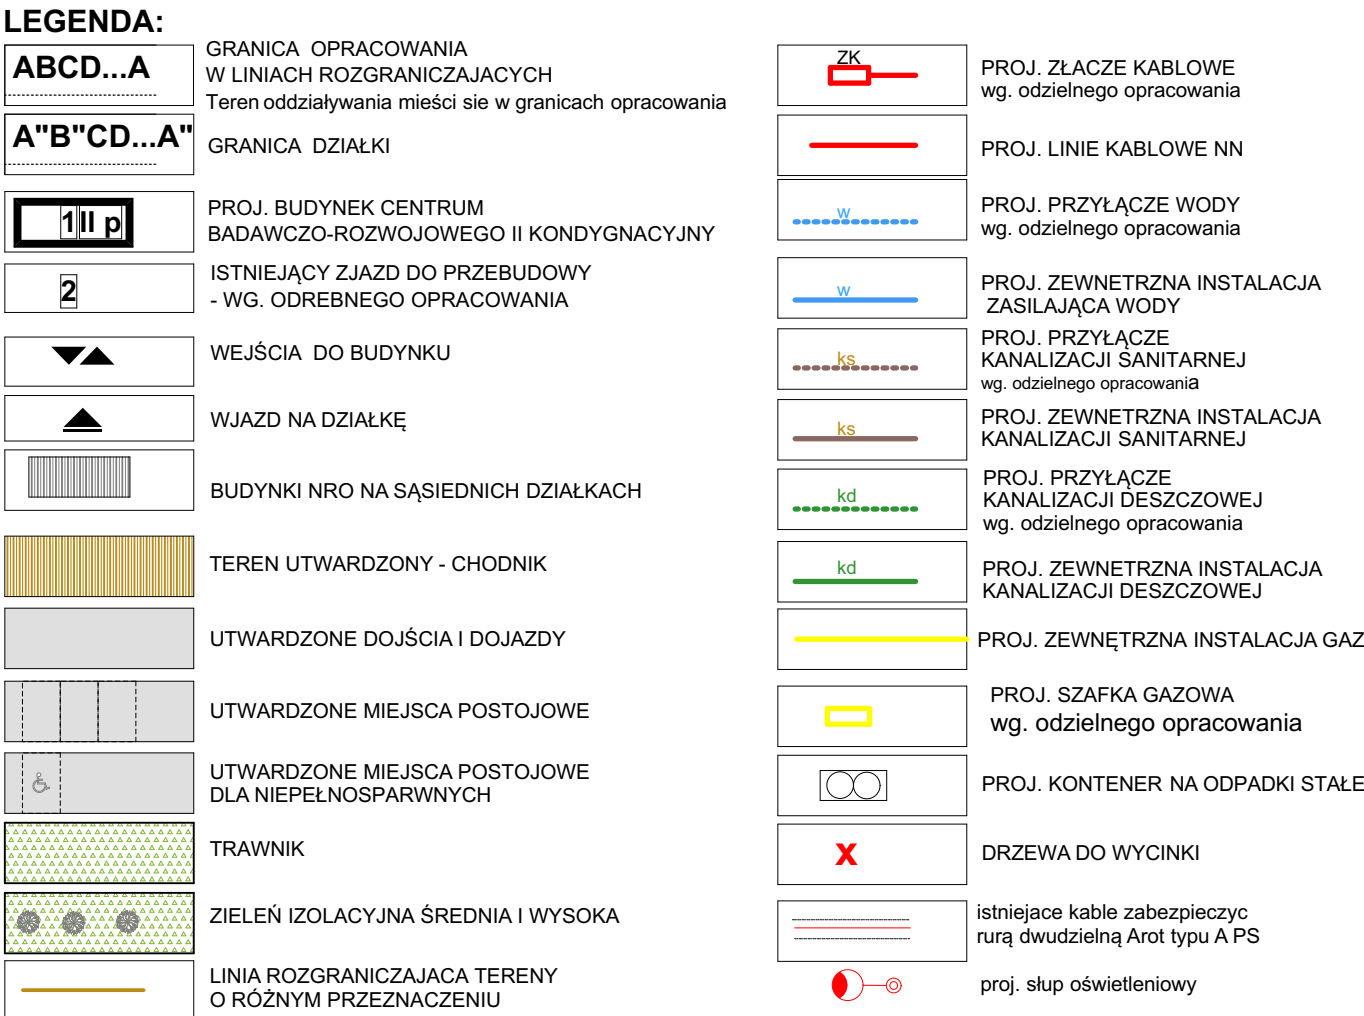 LEGENDA:
ABCD...A
GRANICA OPRACOWANIA
W LINIACH ROZGRANICZAJACYCH
Teren oddziaływania mieści sie w granicach opracowania
A"B"CD...A"
GRANICA DZIAŁKI
1 II p
PROJ. BUDYNEK CENTRUM
BADAWCZO-ROZWOJOWEGO II KONDYGNACYJNY
2
ISTNIEJĄCY ZJAZD DO PRZEBUDOWY
- WG. ODREBNEGO OPRACOWANIA
WEJŚCIA DO BUDYNKU
WJAZD NA DZIAŁKĘ
BUDYNKI NRO NA SĄSIEDNICH DZIAŁKACH
TEREN UTWARDZONY - CHODNIK
UTWARDZONE DOJŚCIA I DOJAZDY
UTWARDZONE MIEJSCA POSTOJOWE
UTWARDZONE MIEJSCA POSTOJOWE
DLA NIEPEŁNOSPARWNYCH
TRAWNIK
ZIELEŃ IZOLACYJNA ŚREDNIA I WYSOKA
LINIA ROZGRANICZAJACA TERENY
O RÓŻNYM PRZEZNACZENIU
ZK
PROJ. ZŁACZE KABLOWE
wg. odzielnego opracowania
PROJ. LINIE KABLOWE NN
w
PROJ. PRZYŁĄCZE WODY
wg. odzielnego opracowania
w
PROJ. ZEWNETRZNA INSTALACJA
ZASILAJĄCA WODY
ks
PROJ. PRZYŁĄCZE
KANALIZACJI SANITARNEJ
wg. odzielnego opracowania
ks
PROJ. ZEWNETRZNA INSTALACJA
KANALIZACJI SANITARNEJ
kd
PROJ. PRZYŁĄCZE
KANALIZACJI DESZCZOWEJ
wg. odzielnego opracowania
kd
PROJ. ZEWNETRZNA INSTALACJA
KANALIZACJI DESZCZOWEJ
PROJ. ZEWNĘTRZNA INSTALACJA GAZ
PROJ. SZAFKA GAZOWA
wg. odzielnego opracowania
PROJ. KONTENER NA ODPADKI STAŁE
X
DRZEWA DO WYCINKI
istniejace kable zabezpieczyc
rurą dwudzielną Arot typu A PS
proj. słup oświetleniowy